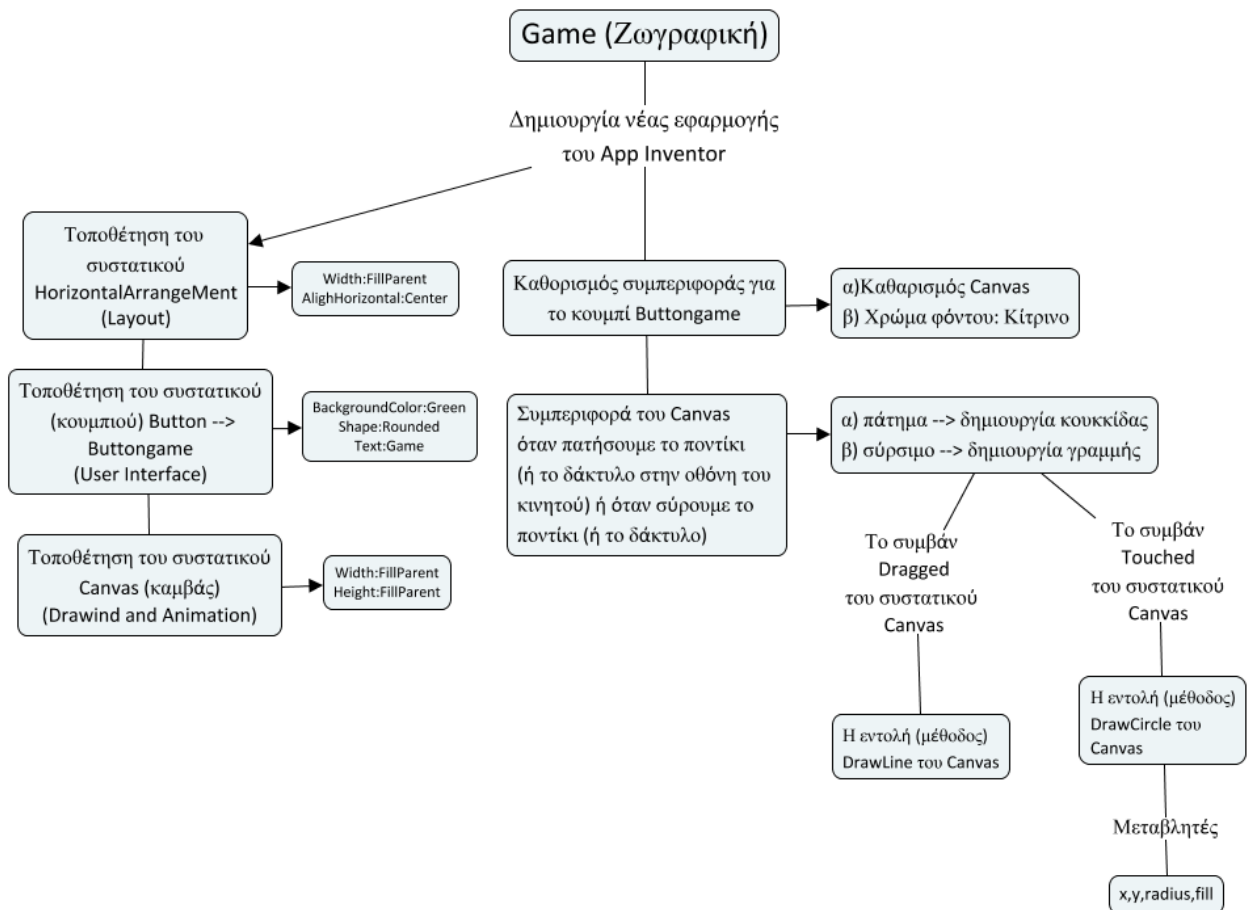 Game (Ζωγραφική)
Δημιουργία νέας εφαρμογής
του App Inventor
Τοποθέτηση του
συστατικού
HorizontalArrangeMent
(Layout)
Width:FillParent
AlighHorizontal:Center
Τοποθέτηση του συστατικού
(κουμπιού) Button -->
Buttongame
(User Interface)
BackgroundColor:Green
Shape:Rounded
Text:Game
Τοποθέτηση του συστατικού
Canvas (καμβάς)
(Drawind and Animation)
Width:FillParent
Height:FillParent
Καθορισμός συμπεριφοράς για
το κουμπί Buttongame
α)Καθαρισμός Canvas
β) Χρώμα φόντου: Κίτρινο
Συμπεριφορά του Canvas
όταν πατήσουμε το ποντίκι
(ή το δάκτυλο στην οθόνη του
κινητού) ή όταν σύρουμε το
ποντίκι (ή το δάκτυλο)
α) πάτημα --> δημιουργία κουκκίδας
β) σύρσιμο --> δημιουργία γραμμής
Το συμβάν
Dragged
του συστατικού
Canvas
Η εντολή (μέθοδος)
DrawLine του Canvas
Το συμβάν
Touched
του συστατικού
Canvas
Η εντολή (μέθοδος)
DrawCircle του
Canvas
Μεταβλητές
x,y,radius,fill